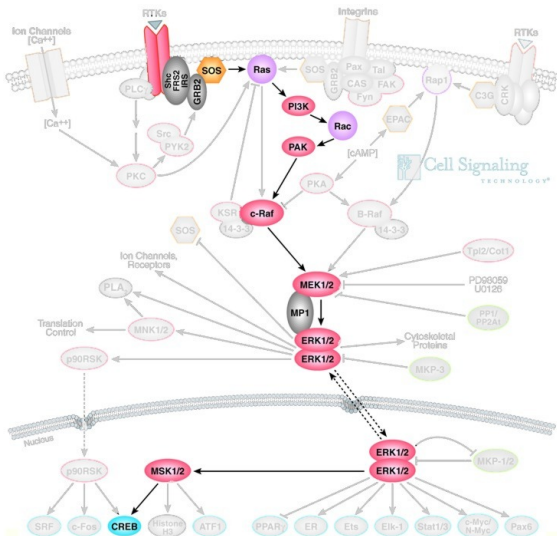 RTKs
Integrins
Ion Channels
[Ca++]
RTKs
PLC
Shc
FRS2
IRS
GRB2
SOS
Ras
SOS
GRB2
Pax
Tal
CAS
FAK
Fyn
Rap1
C3G
CRK
[Ca++]
PI3K
Rac
EPAC
Src
PYK2
PAK
[cAMP]
Cell Signaling
TECHNOLOGY®
PKC
PKA
KSR
c-Raf
14-3-3
B-Raf
14-3-3
SOS
Ion Channels,
Receptors
Tpl2/Cot1
MEK1/2
PD98059
U0126
PLA2
MP1
PP1/
PP2A
Translation
Control
MNK1/2
ERK1/2
ERK1/2
Cytoskeletal
Proteins
p90RSK
MKP-3
Nucleus
ERK1/2
ERK1/2
MKP-1/2
p90RSK
MSK1/2
SRF
c-Fos
CREB
Histone
H3
ATF1
PPARγ
ER
Ets
Elk-1
Stat1/3
c-Myc/
N-Myc
Pax6